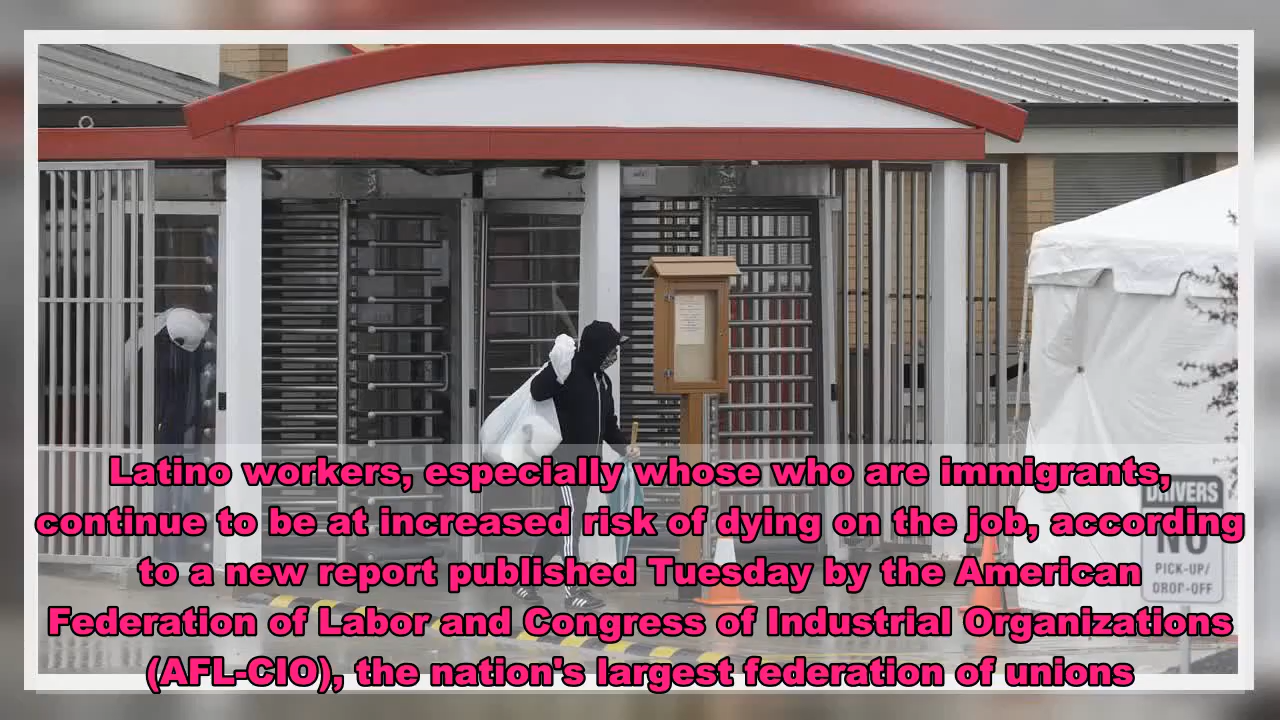 Latino workers, especially whose who are immigrants,
continue to be at increased risk of dying on the job, according
to a new report published Tuesday by the American
Federation of Labor and Congress of Industrial Organizations
(AFL-CIO), the nation's largest federation of unions
DRIVERS
NO
PICK-UP/
DROP-OFF